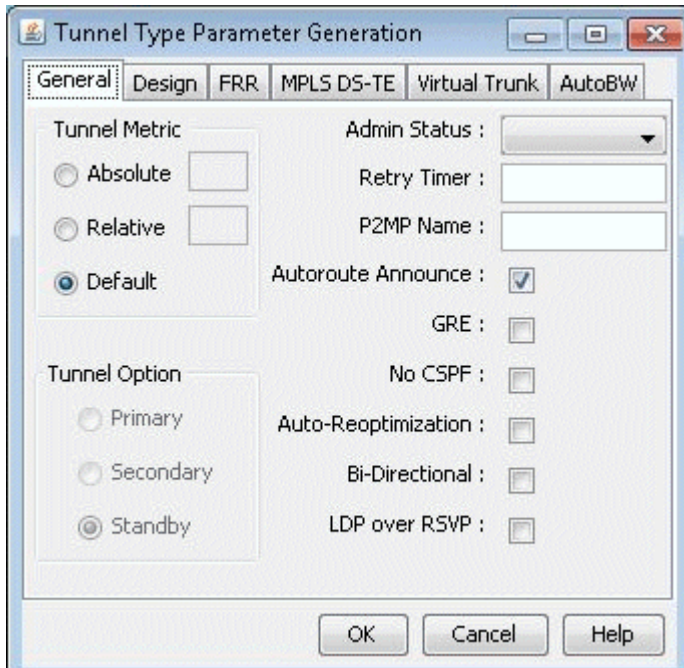 Tunnel Type Parameter Generation
General Design FRR MPLS DS-TE Virtual Trunk AutoBW
Tunnel Metric
Absolute
Relative
Default
Tunnel Option
Primary
Secondary
Standby
Admin Status :
Retry Timer :
P2MP Name :
Autoroute Announce :
GRE :
No CSPF :
Auto-Reoptimization :
Bi-Directional :
LDP over RSVP :
OK Cancel Help